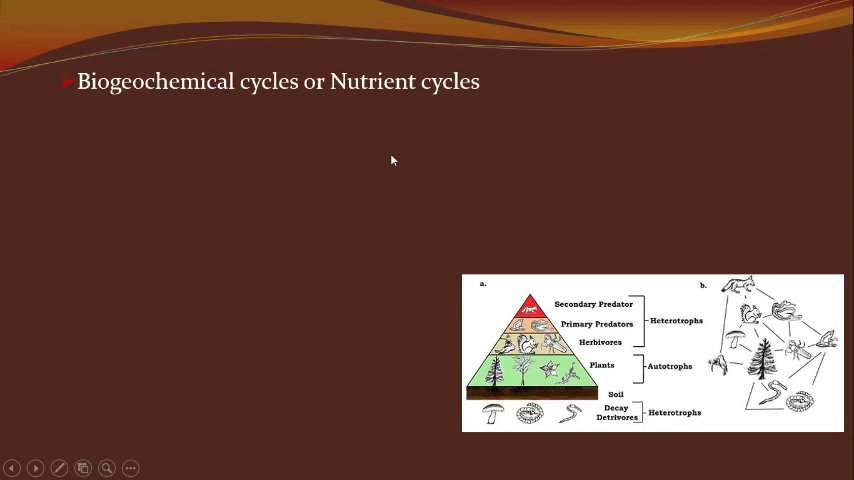 Biogeochemical cycles or Nutrient cycles
a.
b.
Secondary Predator
Primary Predators
Heterotrophs
Herbivores
Plants
Autotrophs
Soil
Decay
Detrivores
Heterotrophs